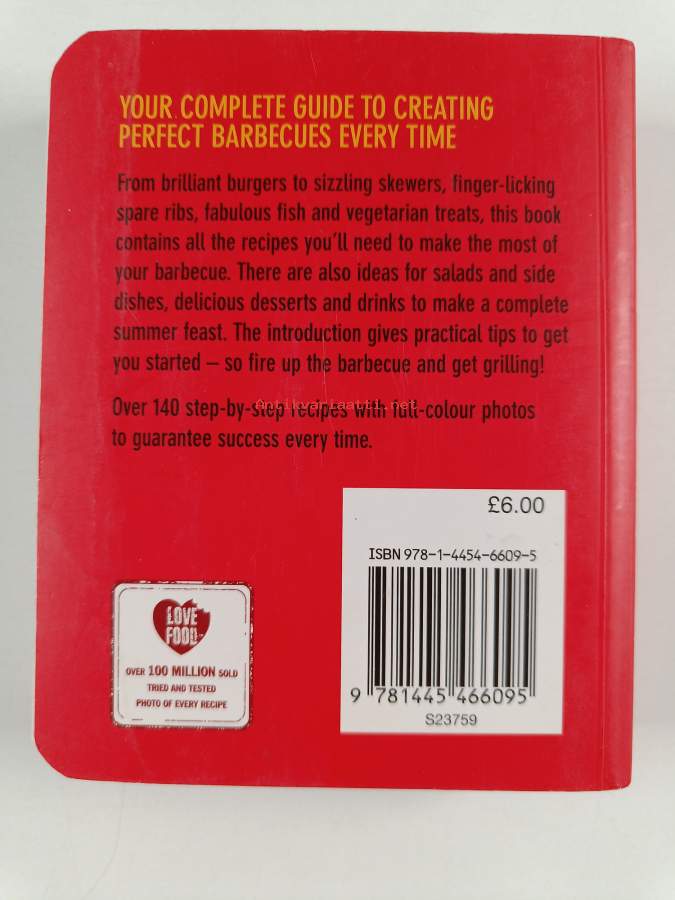 YOUR COMPLETE GUIDE TO CREATING
PERFECT BARBECUES EVERY TIME
From brilliant burgers to sizzling skewers, finger-licking
spare ribs, fabulous fish and vegetarian treats, this book
contains all the recipes you'll need to make the most of
your barbecue. There are also ideas for salads and side
dishes, delicious desserts and drinks to make a complete
summer feast. The introduction gives practical tips to get
you started – so fire up the barbecue and get grilling!
Over 140 step-by-step recipes with full-colour photos
Antikvariaatti.net
to guarantee success every time.
£6.00
ISBN 978-1-4454-6609-5
9 781445 466095
S23759
LOVE
FOOD™
OVER 100 MILLION SOLD
TRIED AND TESTED
PHOTO OF EVERY RECIPE